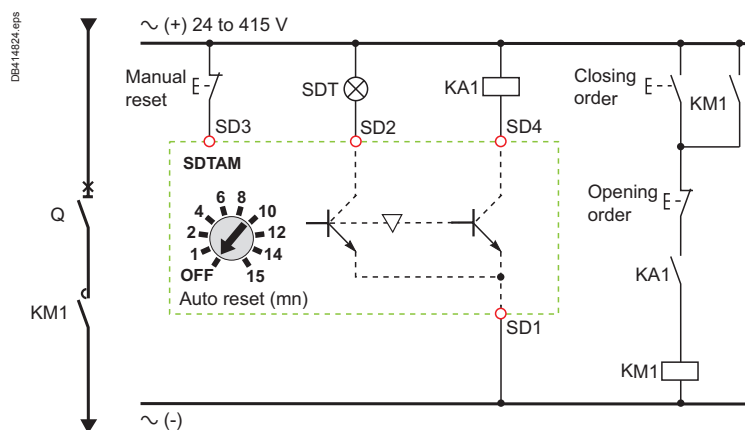 DB414824.eps
∼ (+) 24 to 415 V
Manual
reset
SDT
KA1
Closing
order
KM1
SD3
SD2
SD4
SDTAM
Q
6 8
4 10
2 12
1 14
OFF 15
Auto reset (mn)
Opening
order
KA1
KM1
SD1
KM1
∼ (-)